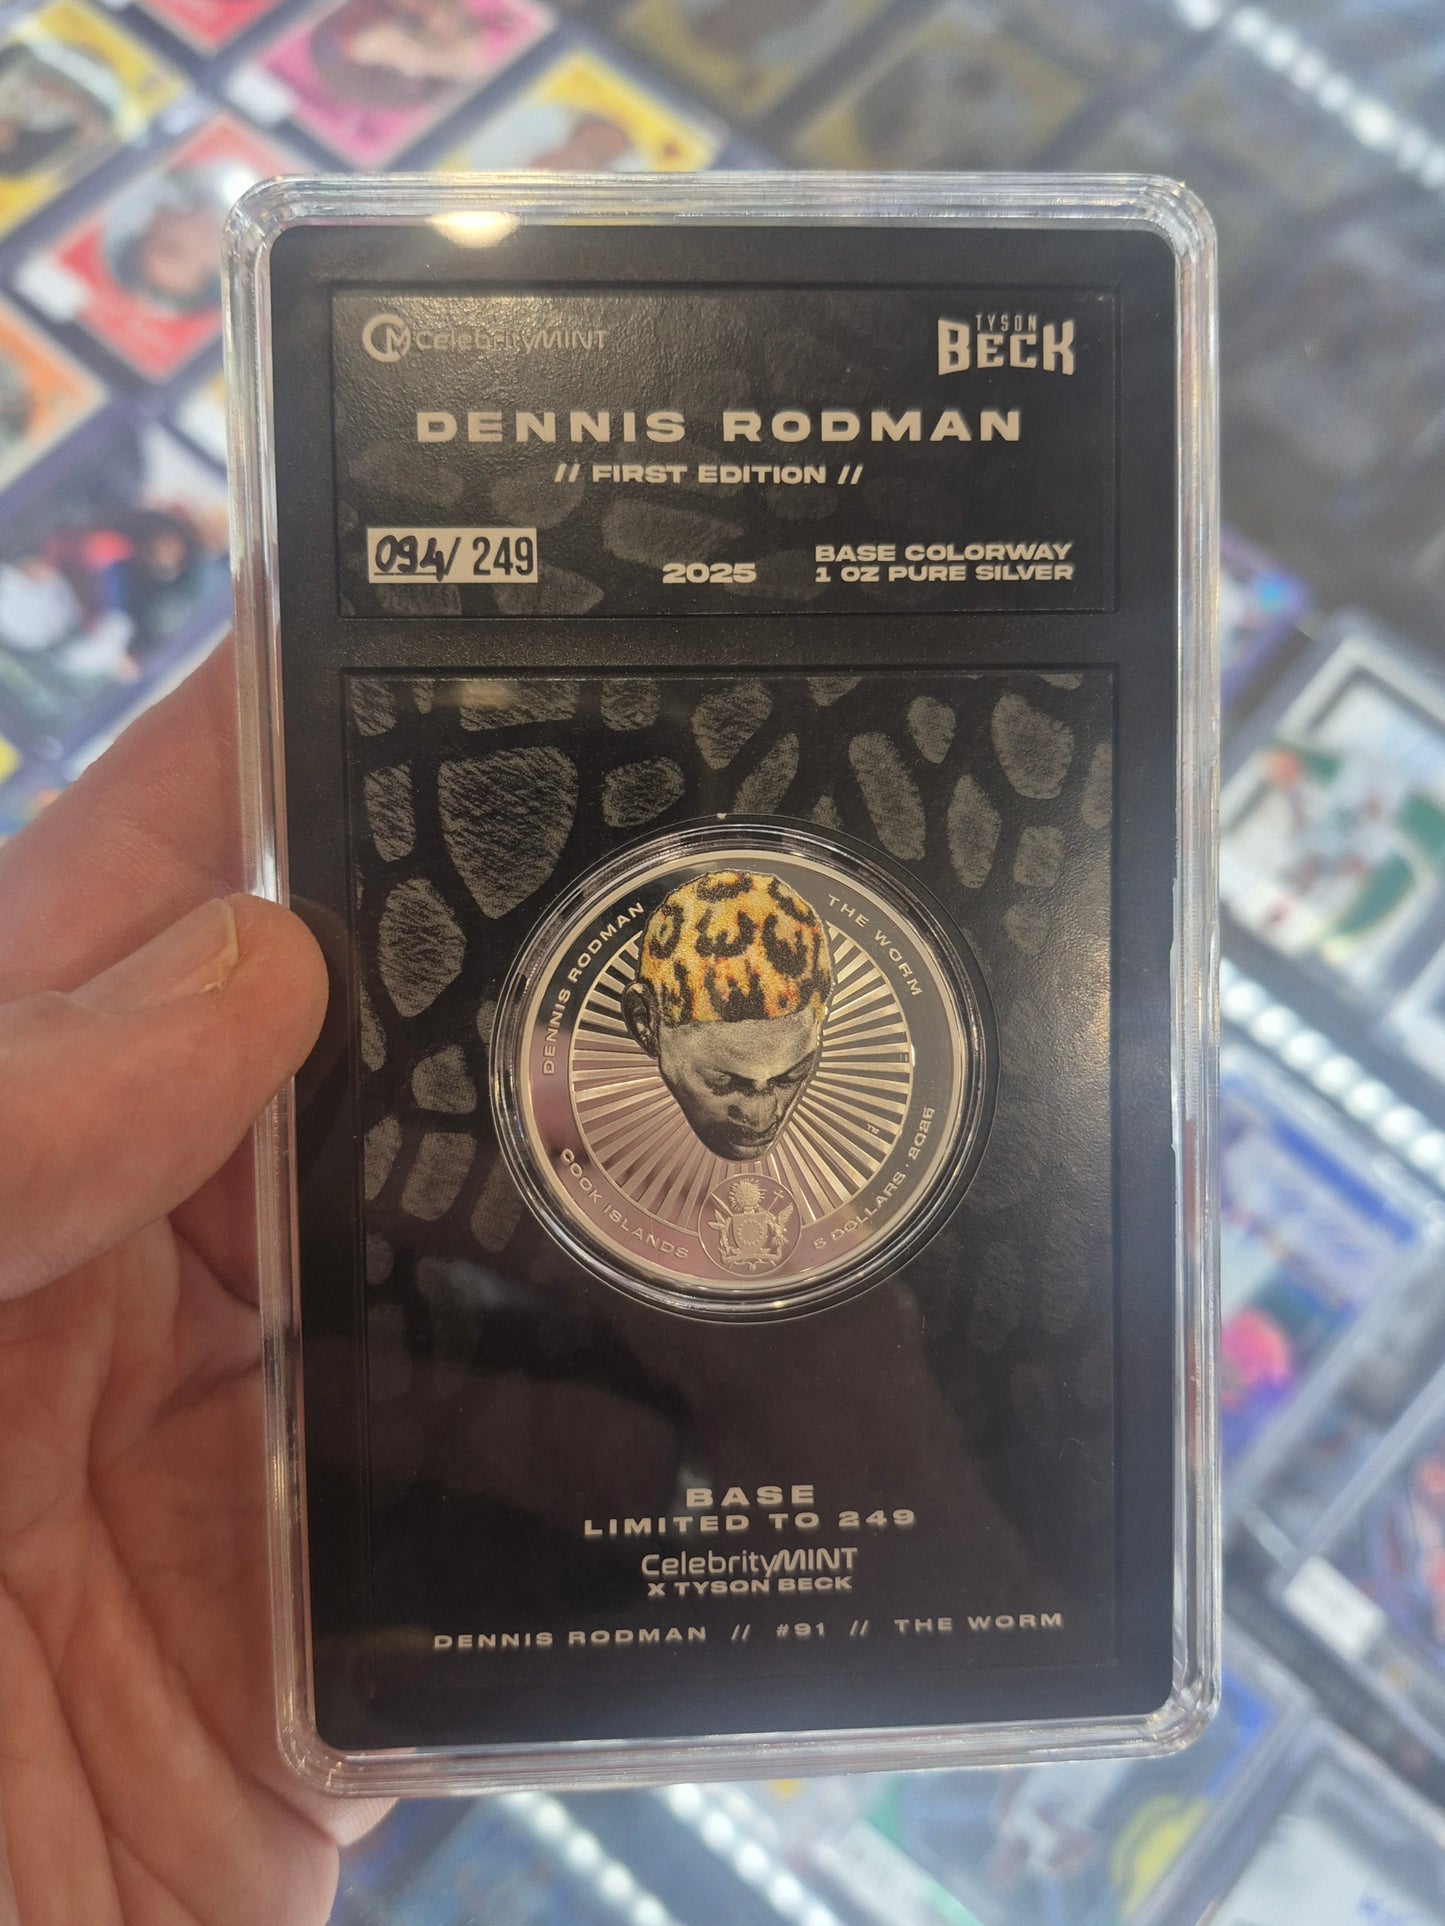 CM CelebrityMINT
TYSON
BECK
DENNIS RODMAN
// FIRST EDITION //
094/249
2025
BASE COLORWAY
1 OZ PURE SILVER
DENNIS RODMAN
THE WORM
COOK ISLANDS
5 DOLLARS · 2025
BASE
LIMITED TO 249
CelebrityMINT
X TYSON BECK
DENNIS RODMAN // #91 // THE WORM